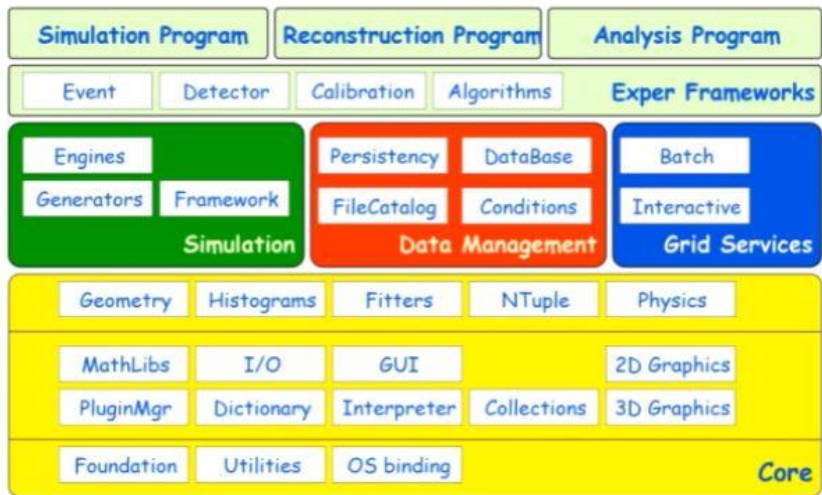 Simulation Program Reconstruction Program Analysis Program
Event Detector Calibration Algorithms Exper Frameworks
Engines Persistency DataBase Batch
Generators Framework FileCatalog Conditions Interactive
Simulation Data Management Grid Services
Geometry Histograms Fitters NTuple Physics
MathLibs I/O GUI 2D Graphics
PluginMgr Dictionary Interpreter Collections 3D Graphics
Foundation Utilities OS binding Core